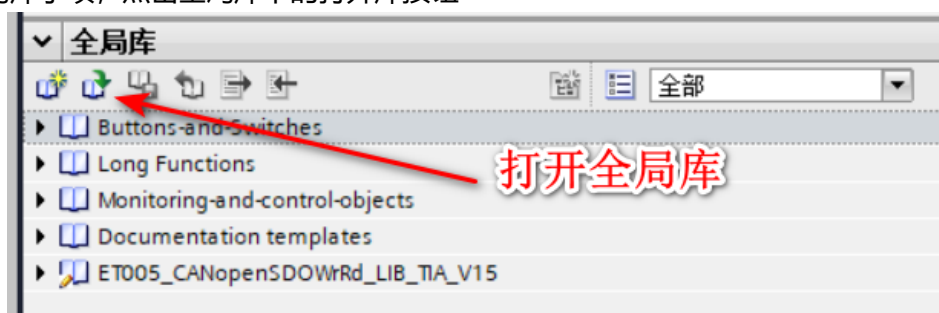 全局库
全部
Buttons-and-Switches
Long Functions
打开全局库
Monitoring-and-control-objects
Documentation templates
ET005_CANopenSDOWrRd_LIB_TIA_V15